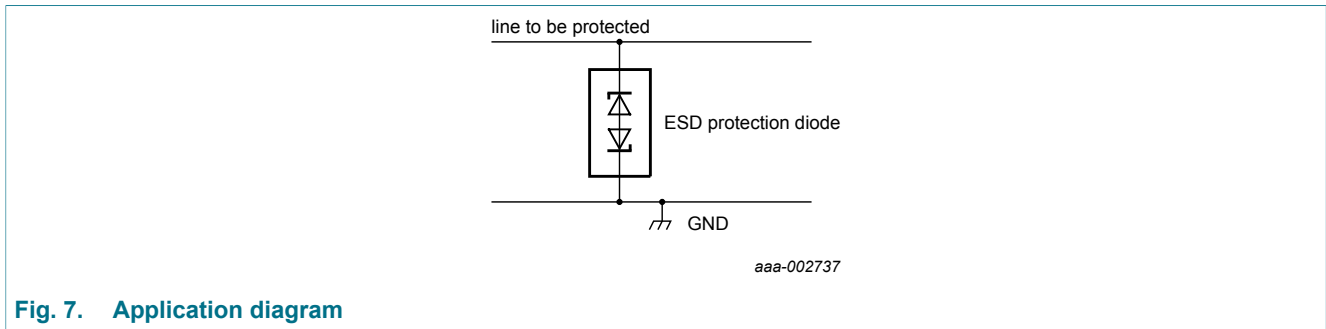 line to be protected
ESD protection diode
GND
aaa-002737
Fig. 7. Application diagram